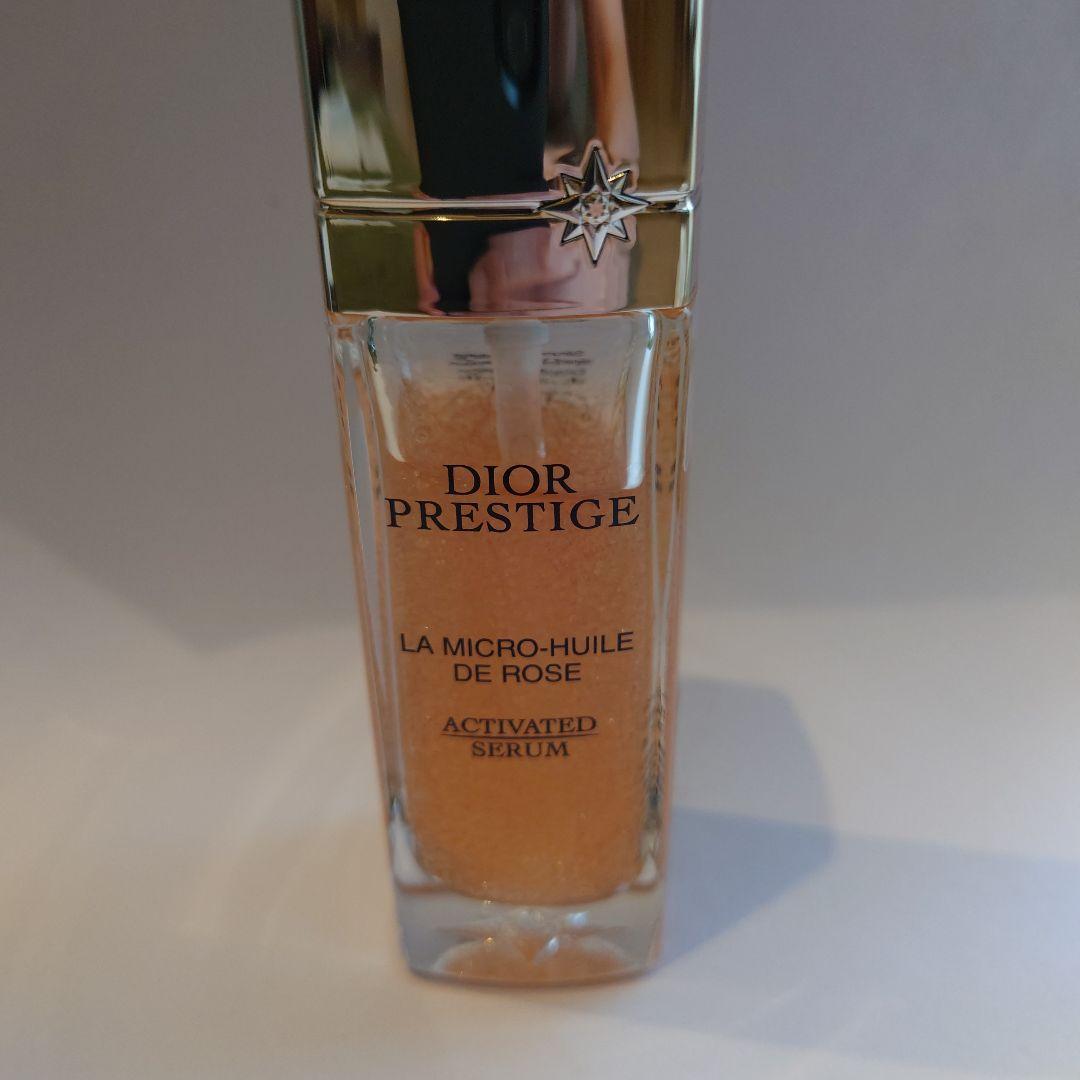 DIOR
PRESTIGE
LA MICRO-HUILE
DE ROSE
ACTIVATED
SERUM